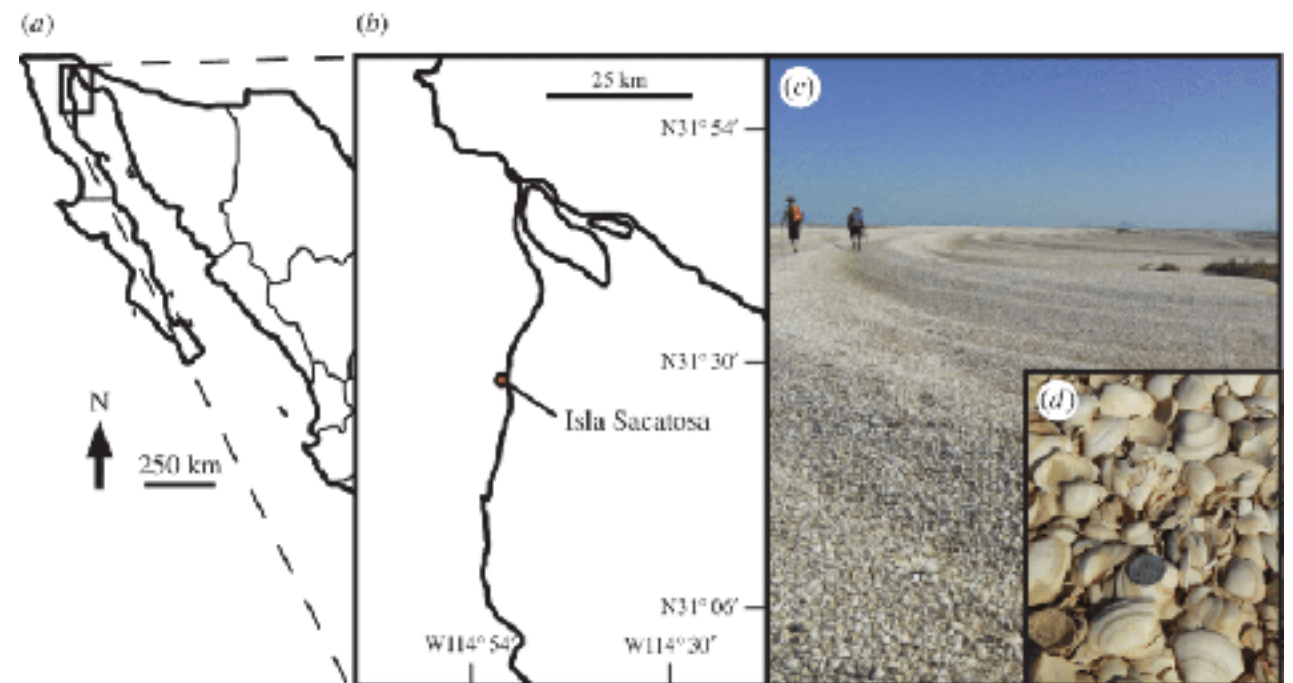 (a)
(b)
25 km
(c)
N31° 54′
N31° 30′
Isla Sacatosa
(d)
N
250 km
N31° 06′
W114° 54′
W114° 30′